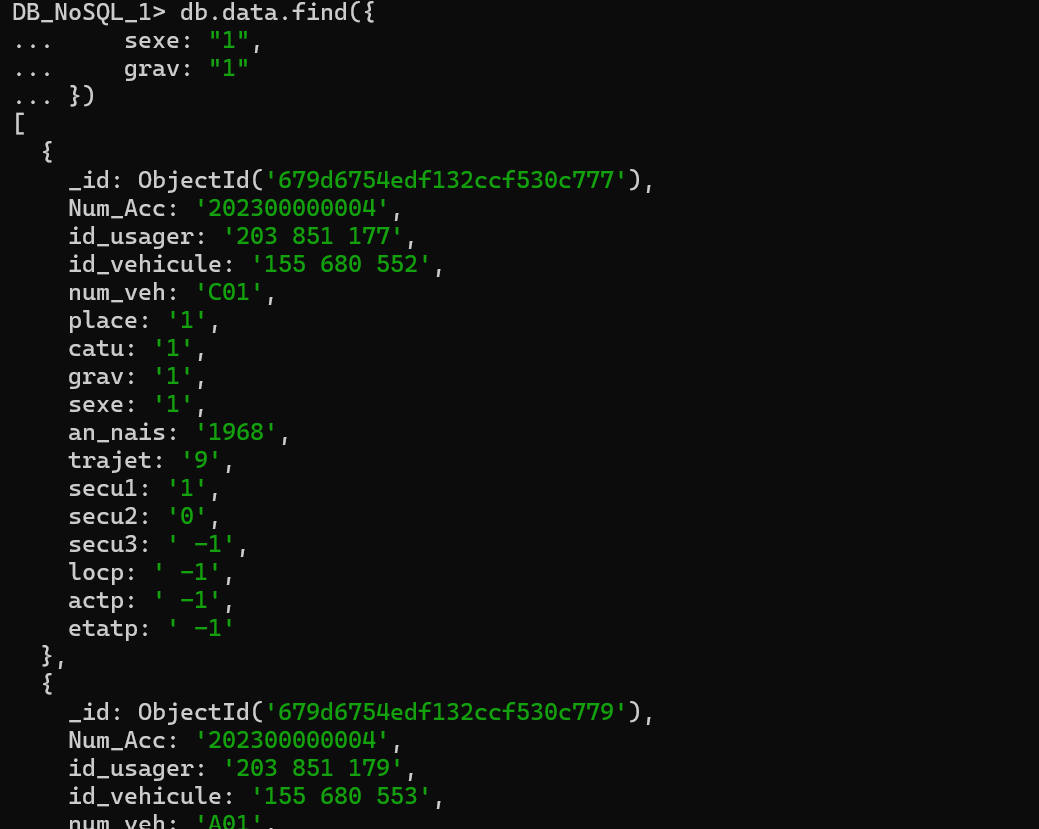 DB_NoSQL_1> db.data.find({
...     sexe: "1",
...     grav: "1"
... })
[
  {
    _id: ObjectId('679d6754edf132ccf530c777'),
    Num_Acc: '202300000004',
    id_usager: '203 851 177',
    id_vehicule: '155 680 552',
    num_veh: 'C01',
    place: '1',
    catu: '1',
    grav: '1',
    sexe: '1',
    an_nais: '1968',
    trajet: '9',
    secu1: '1',
    secu2: '0',
    secu3: ' -1',
    locp: ' -1',
    actp: ' -1',
    etatp: ' -1'
  },
  {
    _id: ObjectId('679d6754edf132ccf530c779'),
    Num_Acc: '202300000004',
    id_usager: '203 851 179',
    id_vehicule: '155 680 553',
    num_veh: 'A01',